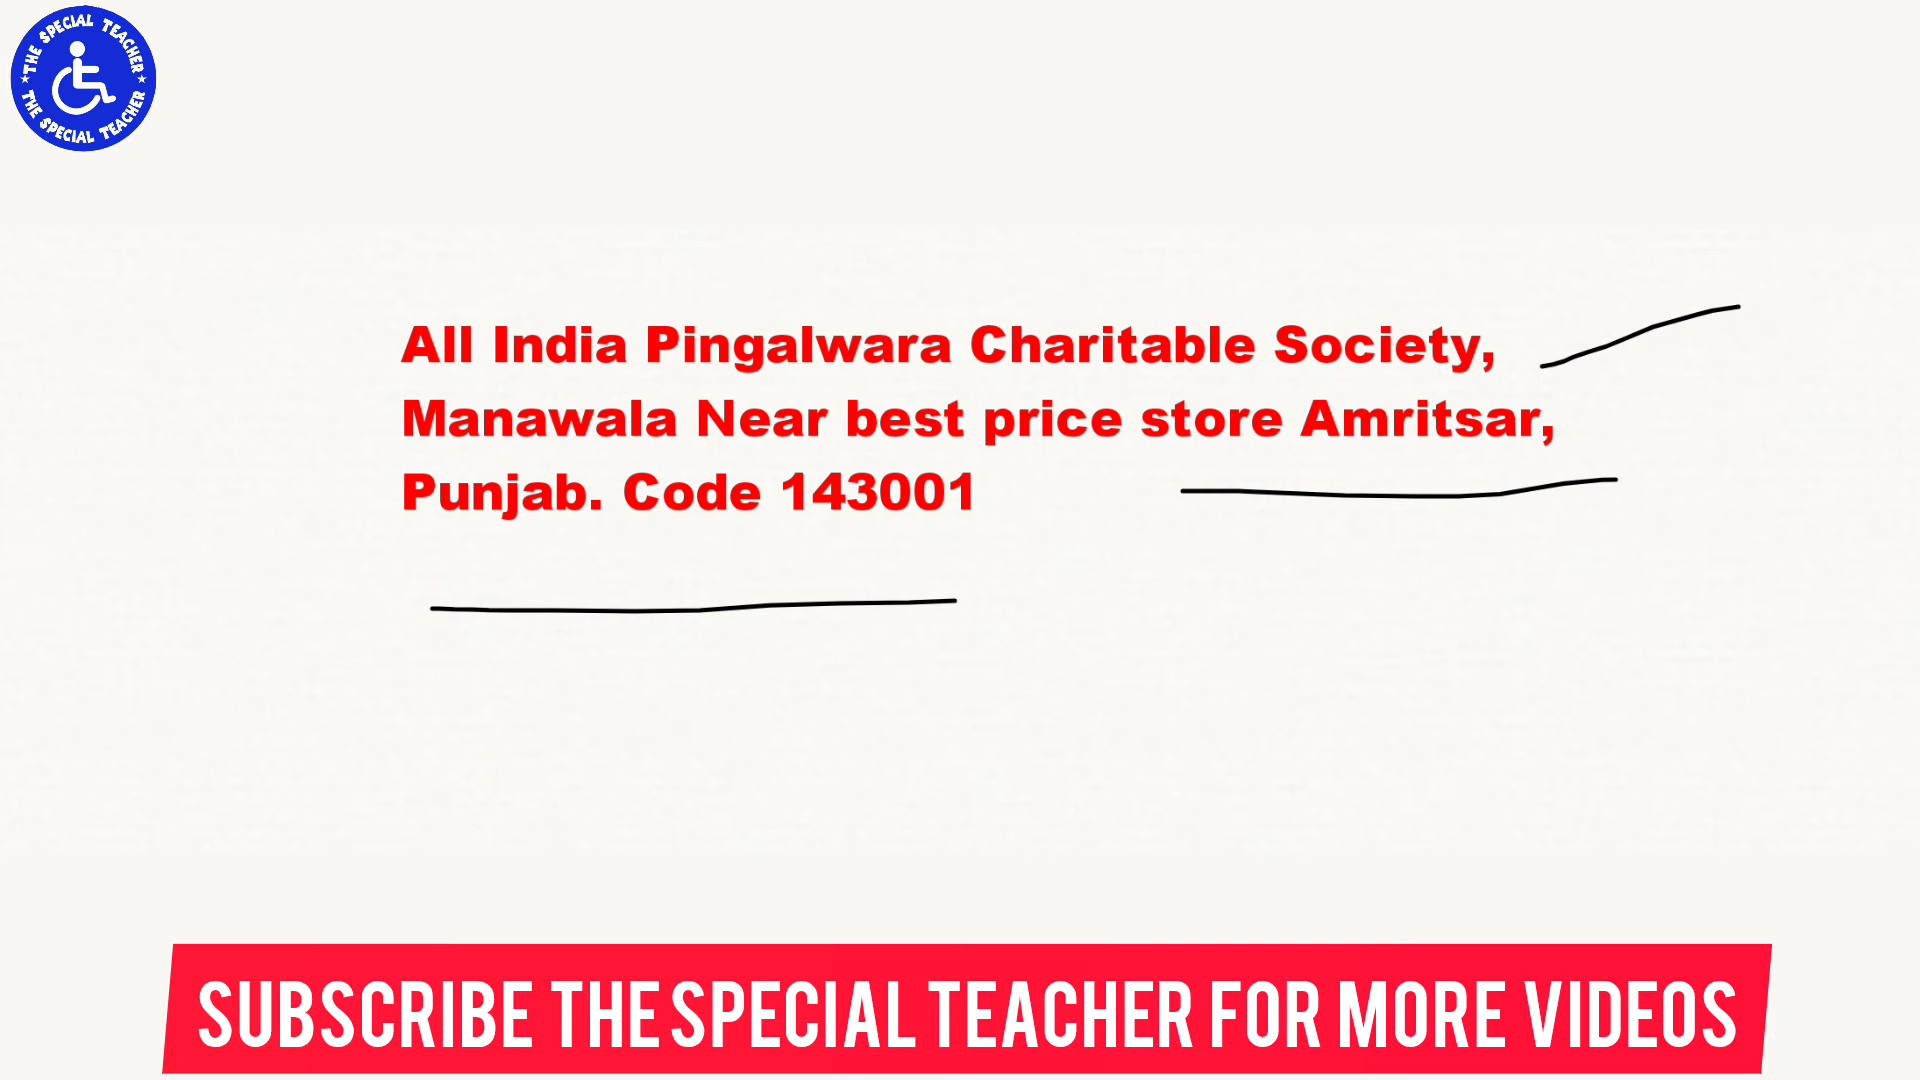 THE SPECIAL TEACHER
THE SPECIAL TEACHER
All India Pingalwara Charitable Society,
Manawala Near best price store Amritsar,
Punjab. Code 143001
SUBSCRIBE THE SPECIAL TEACHER FOR MORE VIDEOS